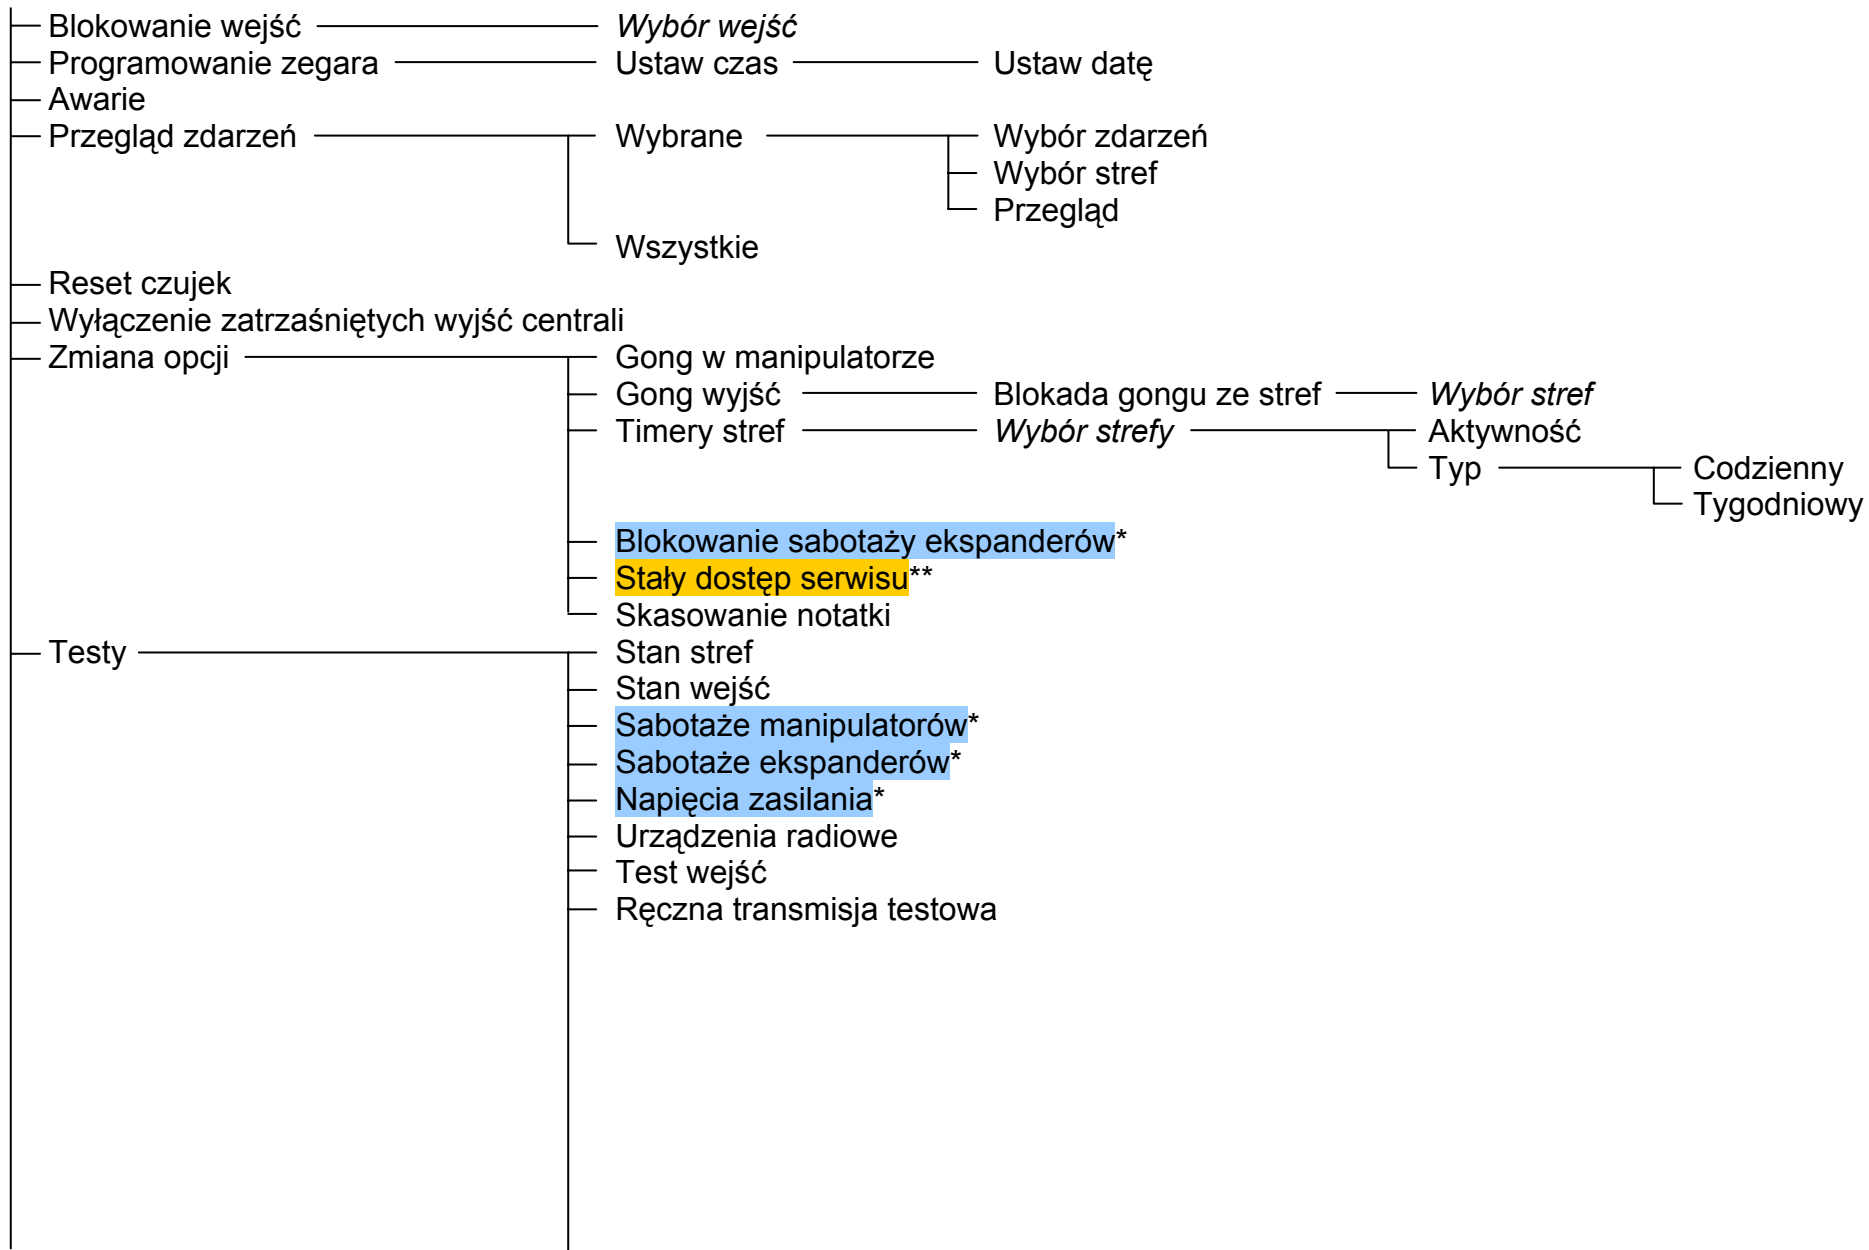 Blokowanie wejść Wybór wejść
Programowanie zegara Ustaw czas Ustaw datę
Awarie
Przegląd zdarzeń Wybrane Wybór zdarzeń
Wybór stref
Przegląd
Wszystkie
Reset czujek
Wyłączenie zatrzaśniętych wyjść centrali
Zmiana opcji Gong w manipulatorze
Gong wyjść Blokada gongu ze stref Wybór stref
Timery stref Wybór strefy Aktywność
Typ Codzienny
Tygodniowy
Blokowanie sabotaży ekspanderów*
Stały dostęp serwisu**
Skasowanie notatki
Testy Stan stref
Stan wejść
Sabotaże manipulatorów*
Sabotaże ekspanderów*
Napięcia zasilania*
Urządzenia radiowe
Test wejść
Ręczna transmisja testowa